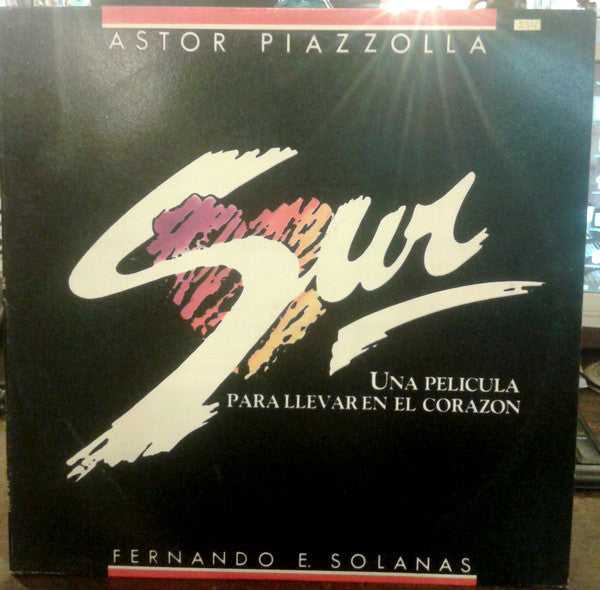 ASTOR PIAZZOLLA
Sur
UNA PELICULA
PARA LLEVAR EN EL CORAZON
FERNANDO E. SOLANAS